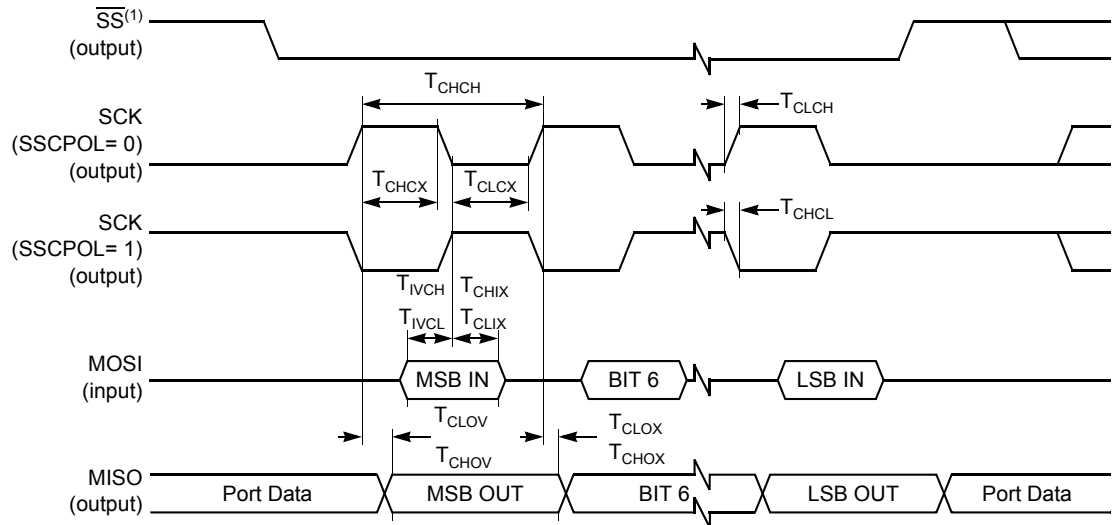 SS(1)
(output)
TCHCH
TCLCH
SCK
(SSCPOL= 0)
(output)
TCHCX TCLCX
TCHCL
SCK
(SSCPOL= 1)
(output)
TIVCH TCHIX
TIVCL TCLIX
MOSI
(input)
MSB IN BIT 6 LSB IN
TCLOV TCLOX
TCHOV TCHOX
MISO
(output)
Port Data MSB OUT BIT 6 LSB OUT Port Data